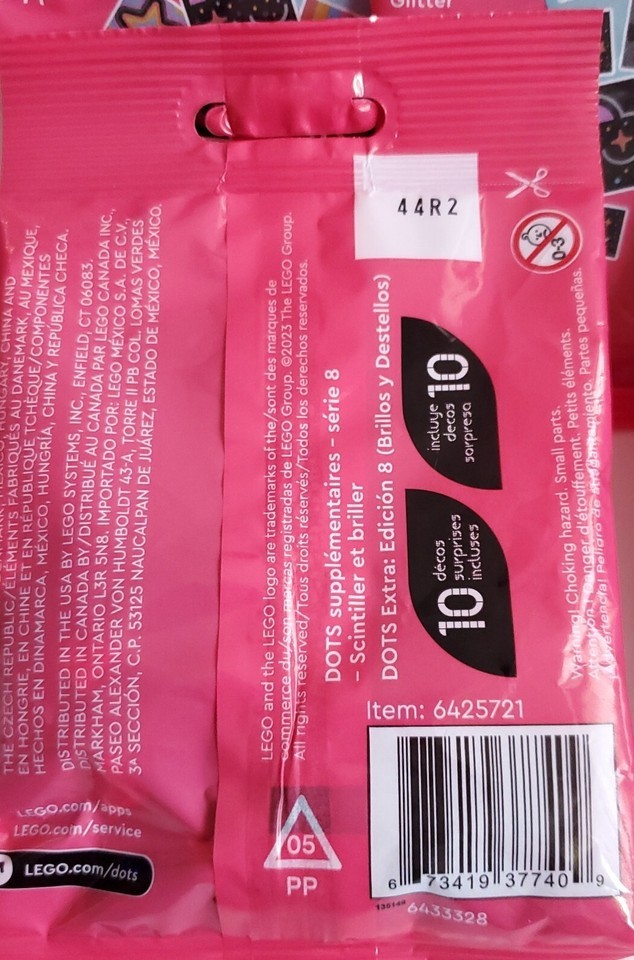 Glitter
44R2
0-3
THE CZECH REPUBLIC/
EN HONGRIE, EN CHINE ET EN RÉPUBLIQUE TCHÈQUE/COMPONENTES
HECHOS EN DINAMARCA, MÉXICO, HUNGRÍA, CHINA Y REPÚBLICA CHECA.
DISTRIBUTED IN THE USA BY LEGO SYSTEMS, INC., ENFIELD, CT 06083.
DISTRIBUTED IN CANADA BY/DISTRIBUÉ AU CANADA PAR LEGO CANADA INC.,
MARKHAM, ONTARIO L3R 5N8. IMPORTADO POR: LEGO MÉXICO S.A. DE C.V.,
PASEO ALEXANDER VON HUMBOLDT 43-A, TORRE II PB COL. LOMAS VERDES
3A SECCIÓN, C.P. 53125 NAUCALPAN DE JUÁREZ, ESTADO DE MÉXICO, MÉXICO.
LEGO.com/apps
LEGO.com/service
LEGO.com/dots
LEGO and the LEGO logo are trademarks of the/sont des marques de
commerce du/son marcas registradas de LEGO Group. ©2023 The LEGO Group.
All rights reserved/Tous droits réservés/Todos los derechos reservados.
DOTS supplémentaires – série 8
– Scintiller et briller
DOTS Extra: Edición 8 (Brillos y Destellos)
10 décos
surprises
incluses
incluye 10
decos
sorpresa
Warning! Choking hazard. Small parts.
Attention! Danger d'étouffement. Petits éléments.
¡Advertencia! Peligro de Partes pequeñas.
Item: 6425721
6 73419 37740 9
135149 6433328
05
PP